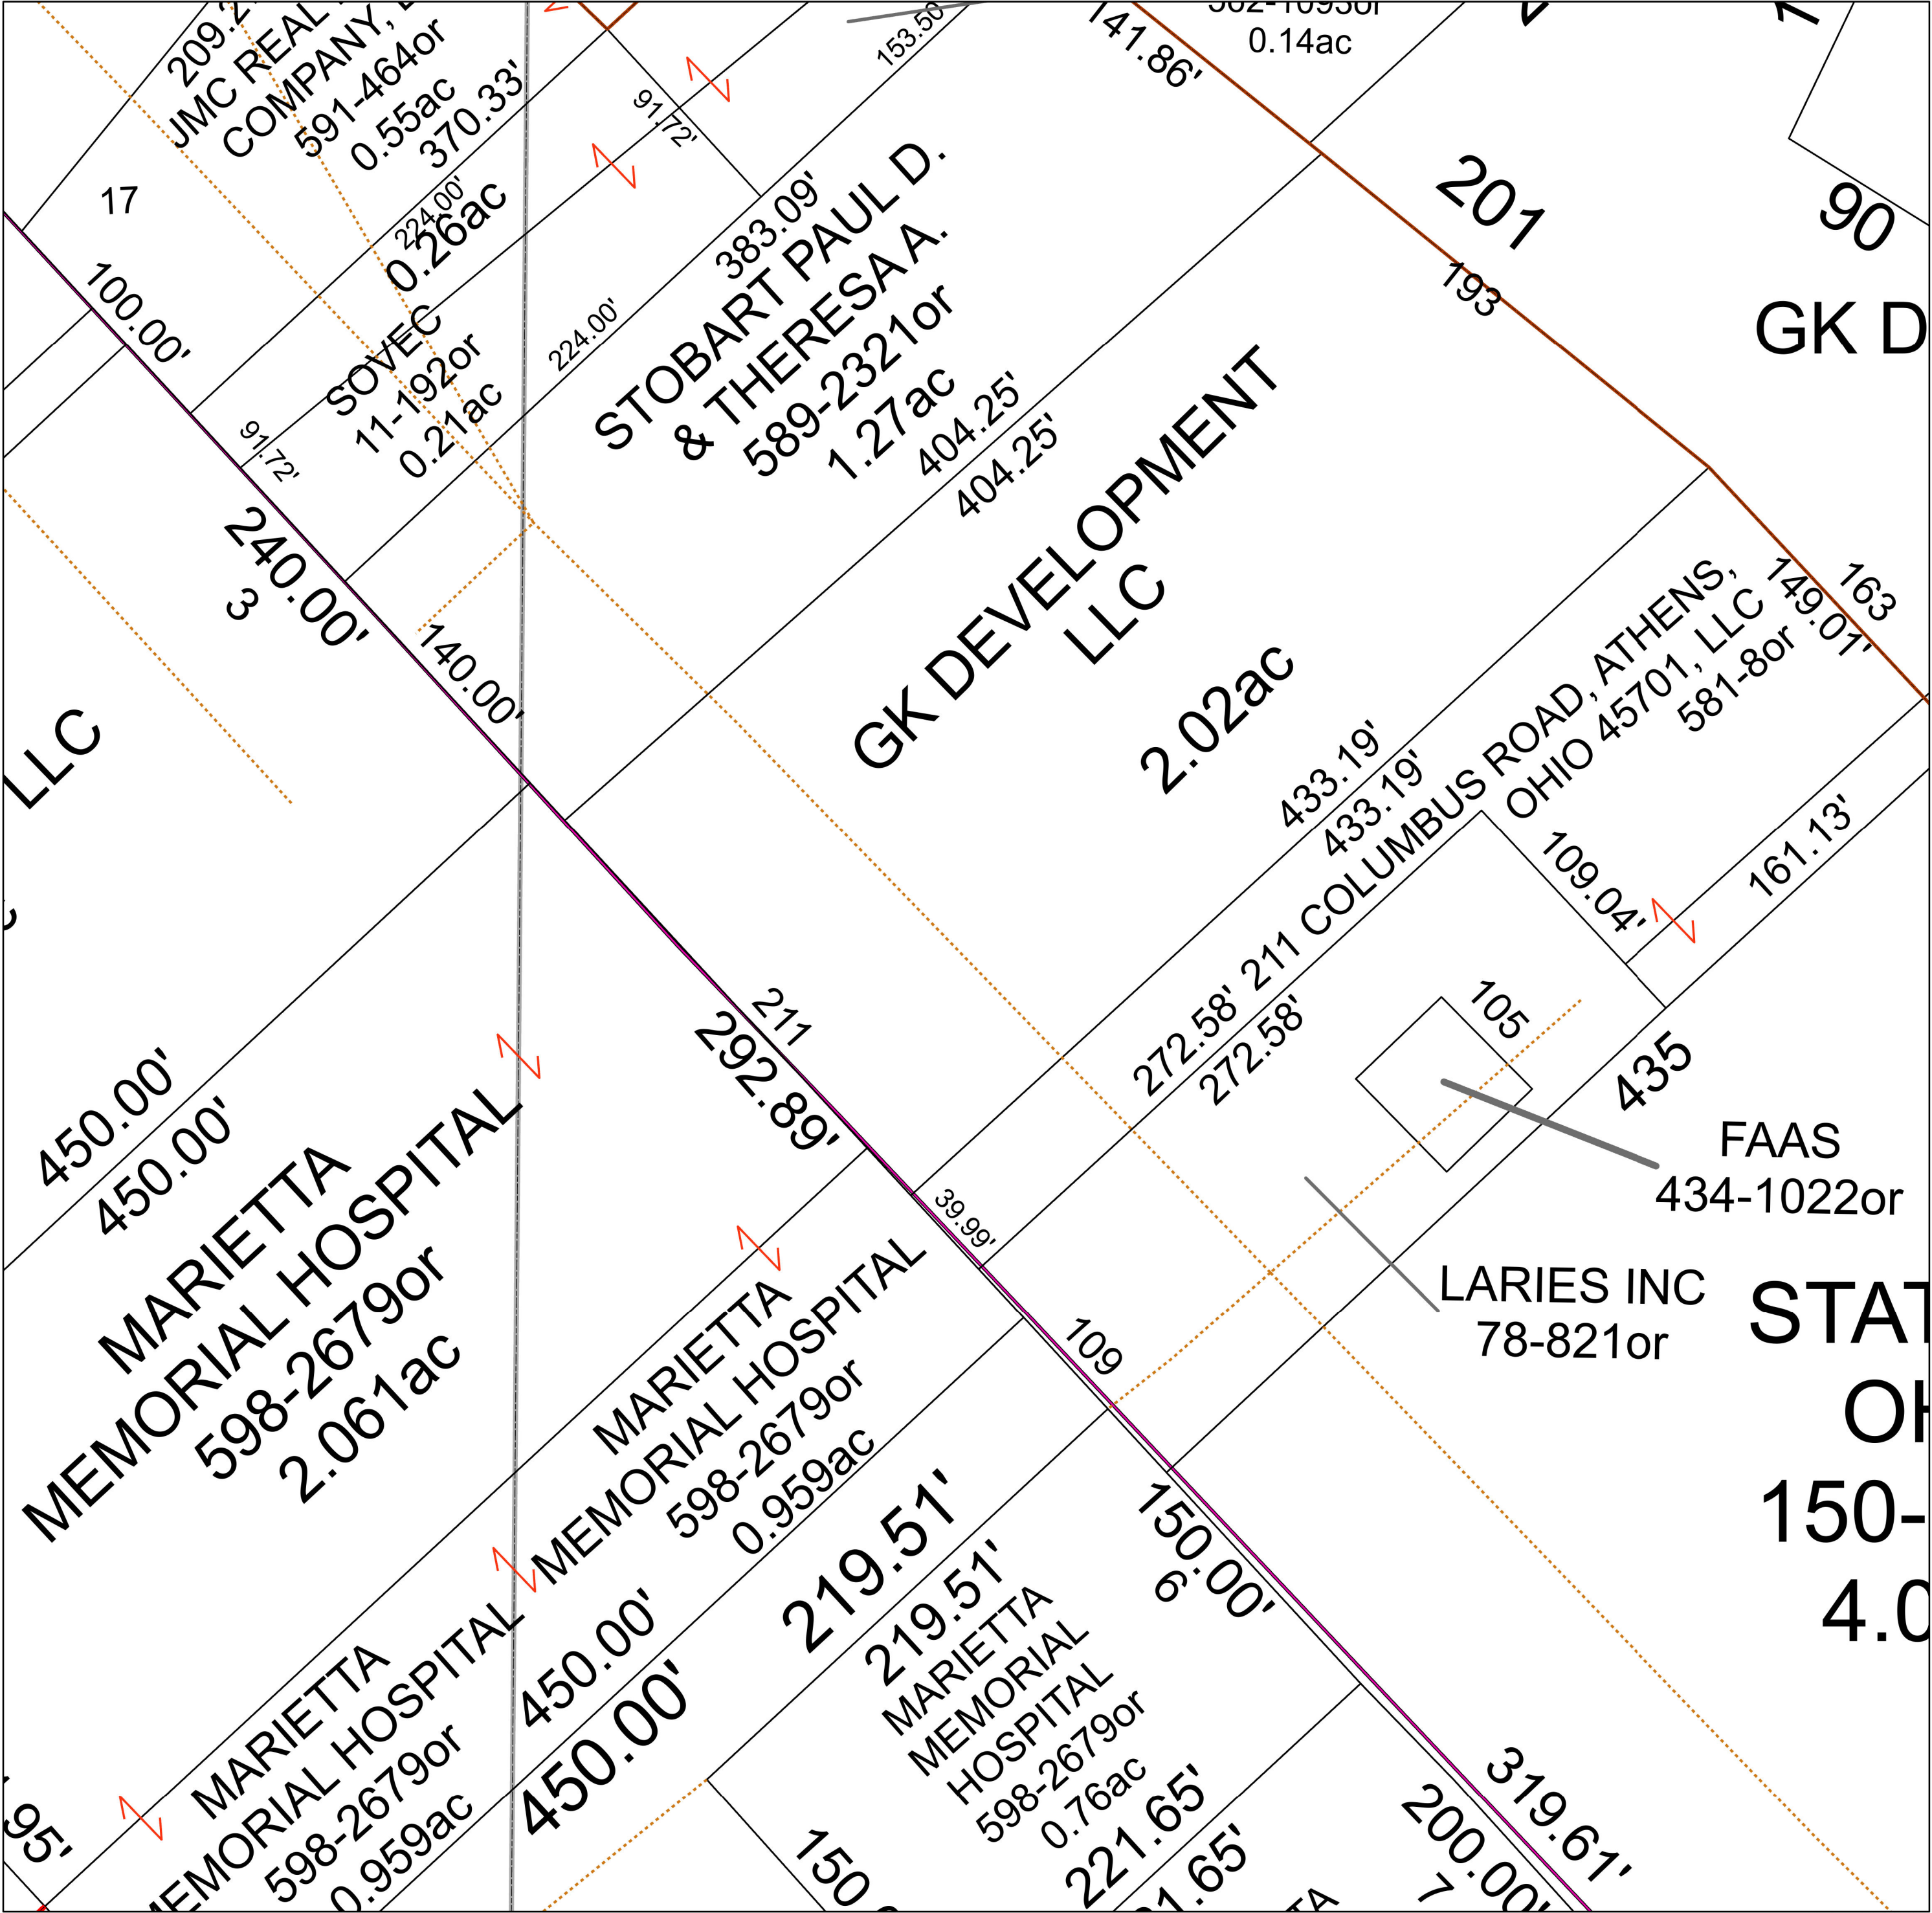 JMC REAL
COMPANY,
591-464or
0.55ac
370.33'
153.50
141.86'
0.14ac
17
91.72'
224.00'
0.26ac
100.00'
SOVEC
11-192or
0.21ac
91.72'
224.00'
383.09'
STOBART PAUL D.
& THERESA A.
589-2321or
1.27ac
404.25'
404.25'
201
193
90
GK D
240.00'
3
140.00'
LLC
GK DEVELOPMENT
LLC
2.02ac
433.19'
433.19'
163
149.01'
272.58' 211 COLUMBUS ROAD, ATHENS,
OHIO 45701, LLC
581-8or
272.58'
109.04'
161.13'
105
435
211
292.89'
39.99'
109
FAAS
434-1022or
LARIES INC
78-821or
STAT
OH
150-
4.0
450.00'
450.00'
MARIETTA
MEMORIAL HOSPITAL
598-2679or
2.061ac
MARIETTA
MEMORIAL HOSPITAL
598-2679or
0.959ac
219.51'
219.51'
150.00'
6
MARIETTA
MEMORIAL
HOSPITAL
598-2679or
0.76ac
221.65'
450.00'
450.00'
MARIETTA
MEMORIAL HOSPITAL
598-2679or
0.959ac
319.61'
200.00'
7